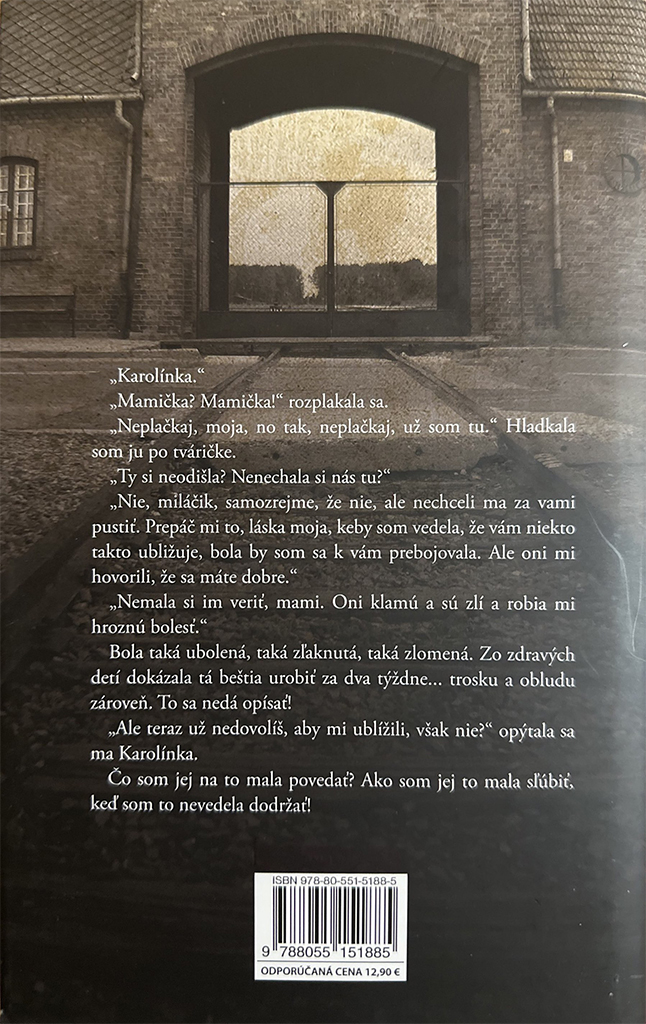 „Karolínka.“
„Mamička? Mamička!“ rozplakala sa.
„Neplačkaj, moja, no tak, neplačkaj, už som tu.“ Hladkala
som ju po tváričke.
„Ty si neodišla? Nenechala si nás tu?“
„Nie, miláčik, samozrejme, že nie, ale nechceli ma za vami
pustiť. Prepáč mi to, láska moja, keby som vedela, že vám niekto
takto ubližuje, bola by som sa k vám prebojovala. Ale oni mi
hovorili, že sa máte dobre.“
„Nemala si im veriť, mami. Oni klamú a sú zlí a robia mi
hroznú bolesť.“
Bola taká ubolená, taká zľaknutá, taká zlomená. Zo zdravých
detí dokázala tá beštia urobiť za dva týždne... trosku a obludu
zároveň. To sa nedá opísať!
„Ale teraz už nedovolíš, aby mi ublížili, však nie?“ opýtala sa
ma Karolínka.
Čo som jej na to mala povedať? Ako som jej to mala sľúbiť,
keď som to nevedela dodržať!
ISBN 978-80-551-5188-5
9 788055 151885
ODPORÚČANÁ CENA 12,90 €